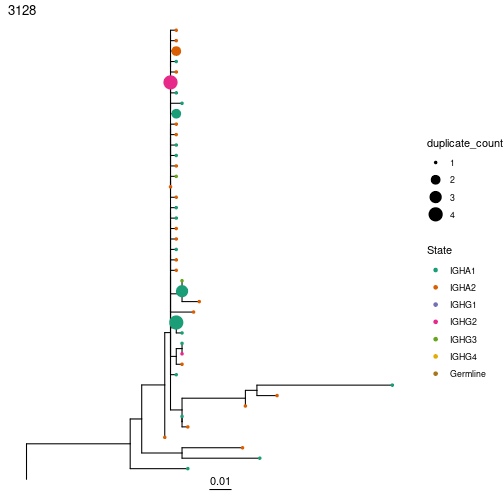 3128
duplicate_count
1
2
3
4
State
IGHA1
IGHA2
IGHG1
IGHG2
IGHG3
IGHG4
Germline
0.01